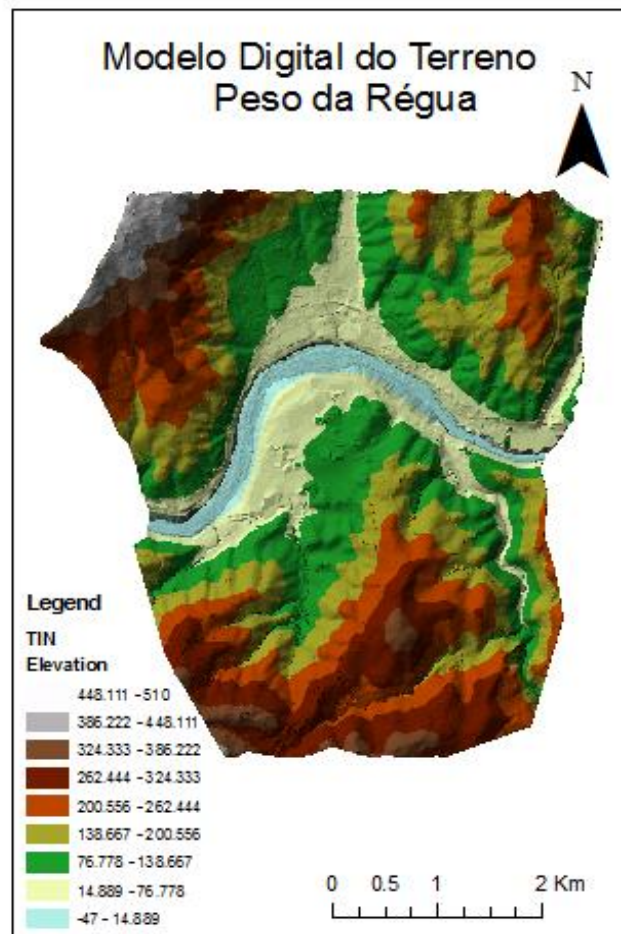 Modelo Digital do Terreno
Peso da Régua
N
Legend
TIN
Elevation
448.111 - 510
386.222 - 448.111
324.333 - 386.222
262.444 - 324.333
200.556 - 262.444
138.667 - 200.556
76.778 - 138.667
14.889 - 76.778
-47 - 14.889
0 0.5 1 2 Km